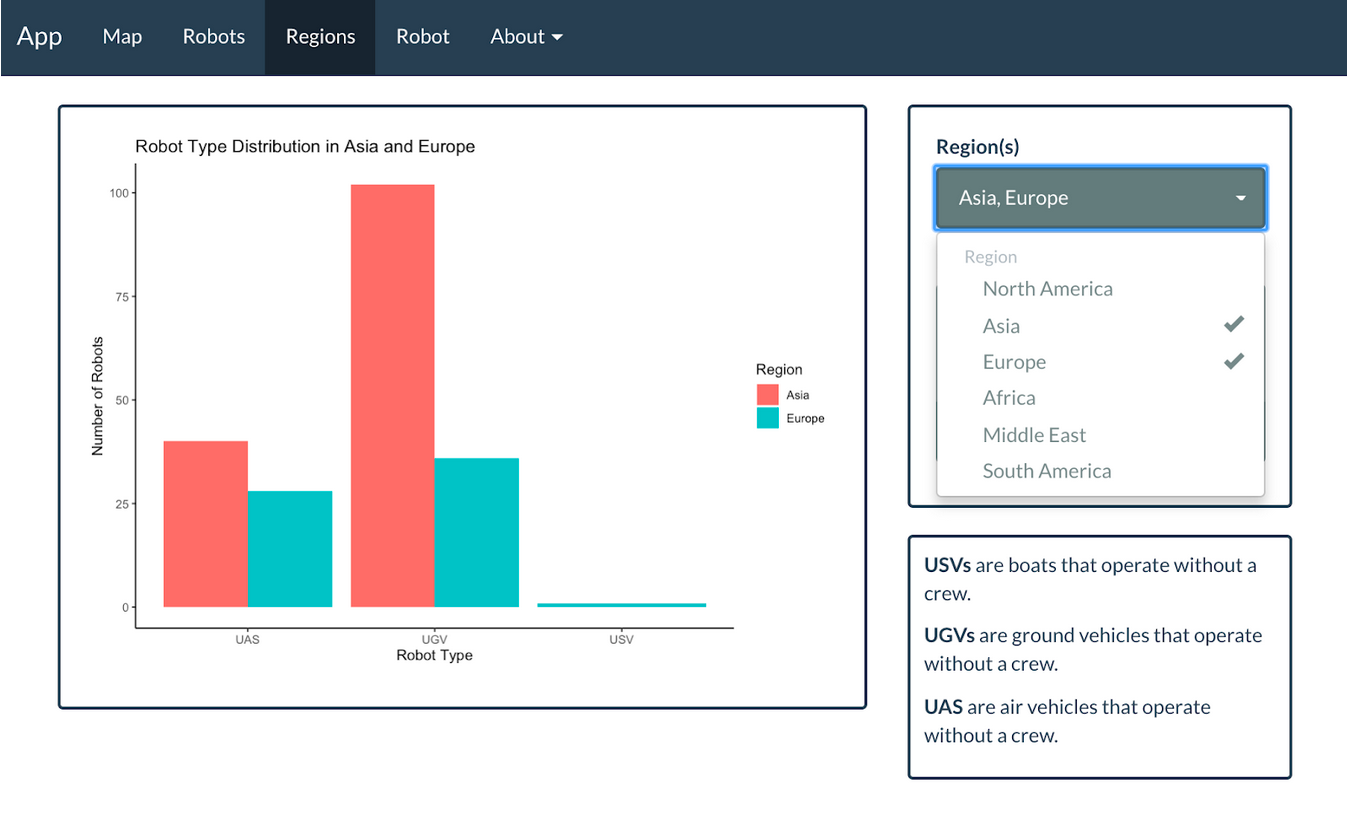 App Map Robots Regions Robot About
Robot Type Distribution in Asia and Europe
Number of Robots
100
75
50
25
0
UAS UGV USV
Robot Type
Region
Asia
Europe
Region(s)
Asia, Europe
Region
North America
Asia
Europe
Africa
Middle East
South America
USVs are boats that operate without a
crew.
UGVs are ground vehicles that operate
without a crew.
UAS are air vehicles that operate
without a crew.